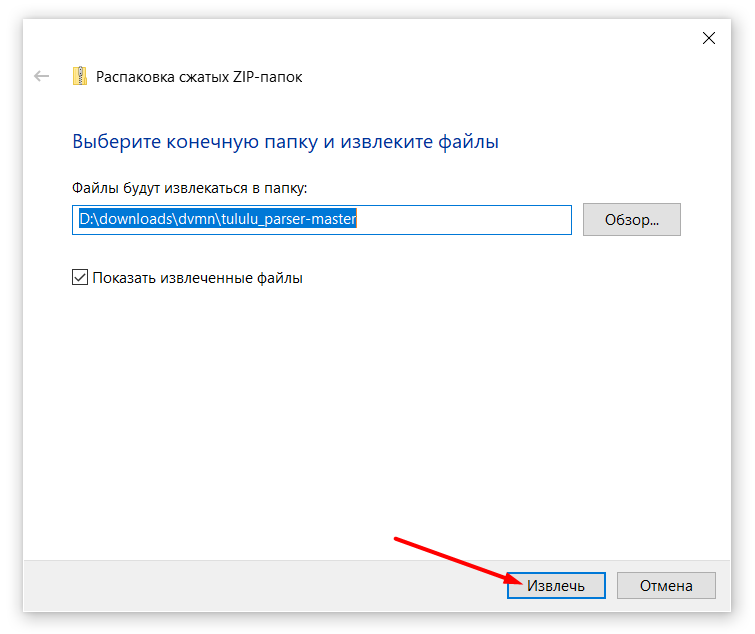 Распаковка сжатых ZIP-папок
Выберите конечную папку и извлеките файлы
Файлы будут извлекаться в папку:
D:\downloads\dvmn\tululu_parser-master
Обзор...
Показать извлеченные файлы
Извлечь
Отмена